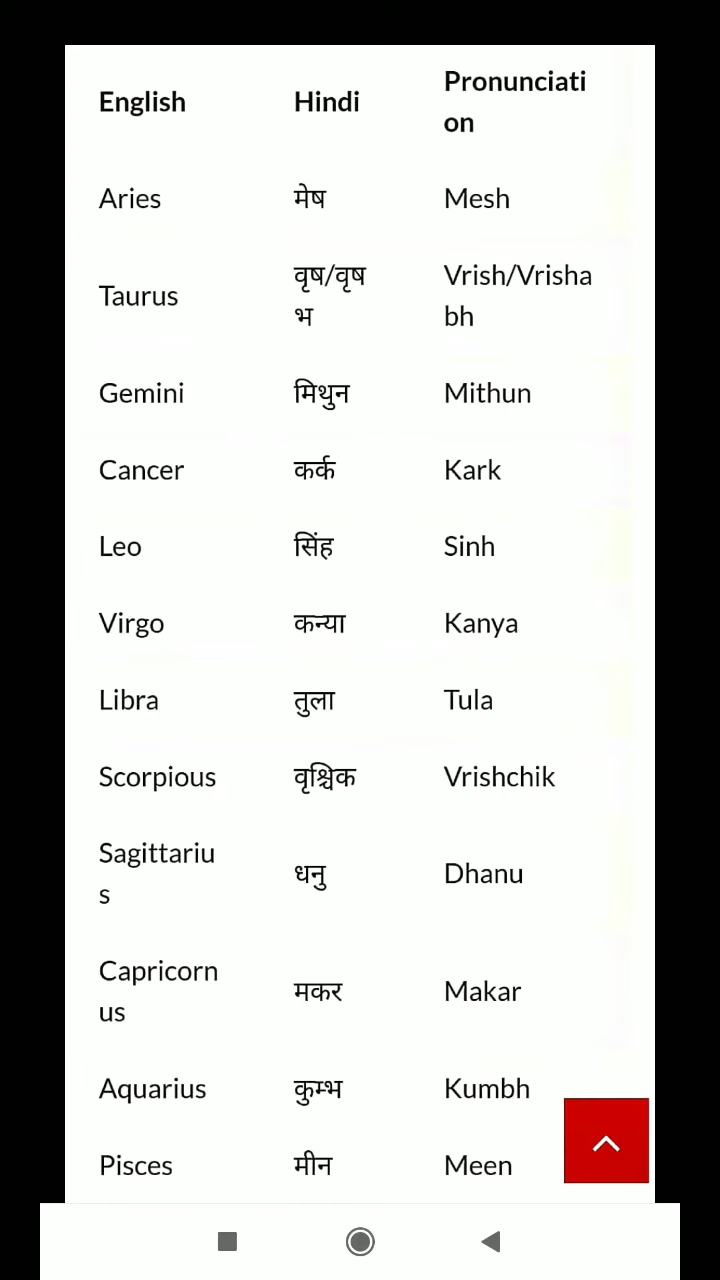 English Hindi Pronunciati
on
Aries मेष Mesh
Taurus वृष/वृष Vrish/Vrisha
भ bh
Gemini मिथुन Mithun
Cancer कर्क Kark
Leo सिंह Sinh
Virgo कन्या Kanya
Libra तुला Tula
Scorpious वृश्चिक Vrishchik
Sagittariu
s धनु Dhanu
Capricorn
us मकर Makar
Aquarius कुम्भ Kumbh
Pisces मीन Meen